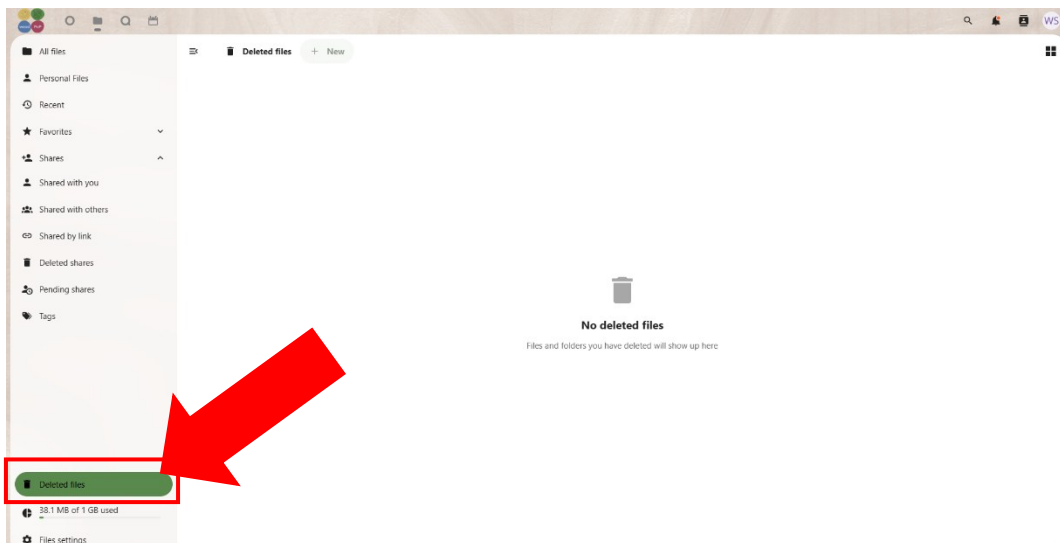 WS
All files
Deleted files
+ New
Personal Files
Recent
Favorites
Shares
Shared with you
Shared with others
Shared by link
Deleted shares
Pending shares
Tags
No deleted files
Files and folders you have deleted will show up here
Deleted files
38.1 MB of 1 GB used
Files settings